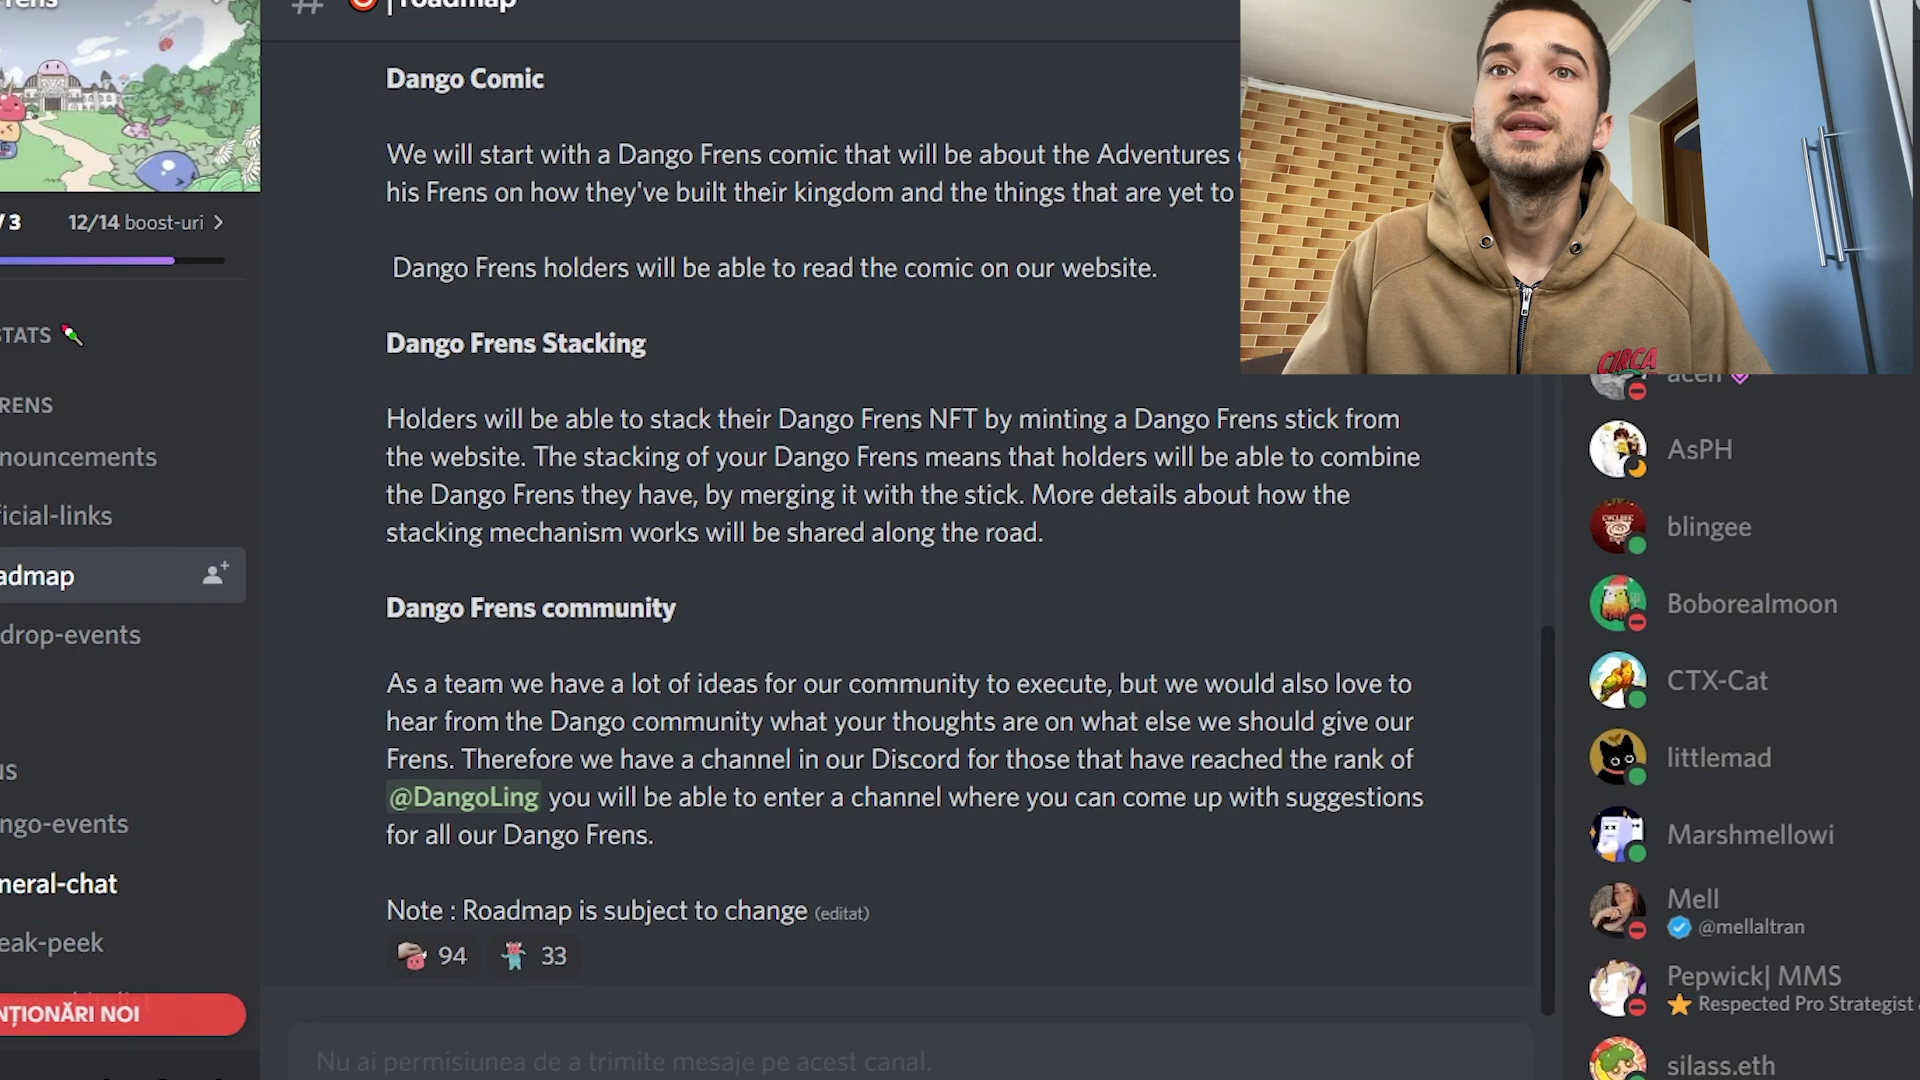 roadmap
Dango Comic
We will start with a Dango Frens comic that will be about the Adventures
his Frens on how they've built their kingdom and the things that are yet to
Dango Frens holders will be able to read the comic on our website.
Dango Frens Stacking
Holders will be able to stack their Dango Frens NFT by minting a Dango Frens stick from
the website. The stacking of your Dango Frens means that holders will be able to combine
the Dango Frens they have, by merging it with the stick. More details about how the
stacking mechanism works will be shared along the road.
Dango Frens community
As a team we have a lot of ideas for our community to execute, but we would also love to
hear from the Dango community what your thoughts are on what else we should give our
Frens. Therefore we have a channel in our Discord for those that have reached the rank of
@DangoLing you will be able to enter a channel where you can come up with suggestions
for all our Dango Frens.
Note : Roadmap is subject to change (editat)
94 33
Nu ai permisiunea de a trimite mesaje pe acest canal.
/3 12/14 boost-uri
TATS
RENS
nouncements
ficial-links
admap
drop-events
NS
ngo-events
neral-chat
eak-peek
NȚIONĂRI NOI
CIRCA
aceh
AsPH
blingee
Boborealmoon
CTX-Cat
littlemad
Marshmellowi
Mell
@mellaltran
Pepwick| MMS
Respected Pro Strategist
silass.eth